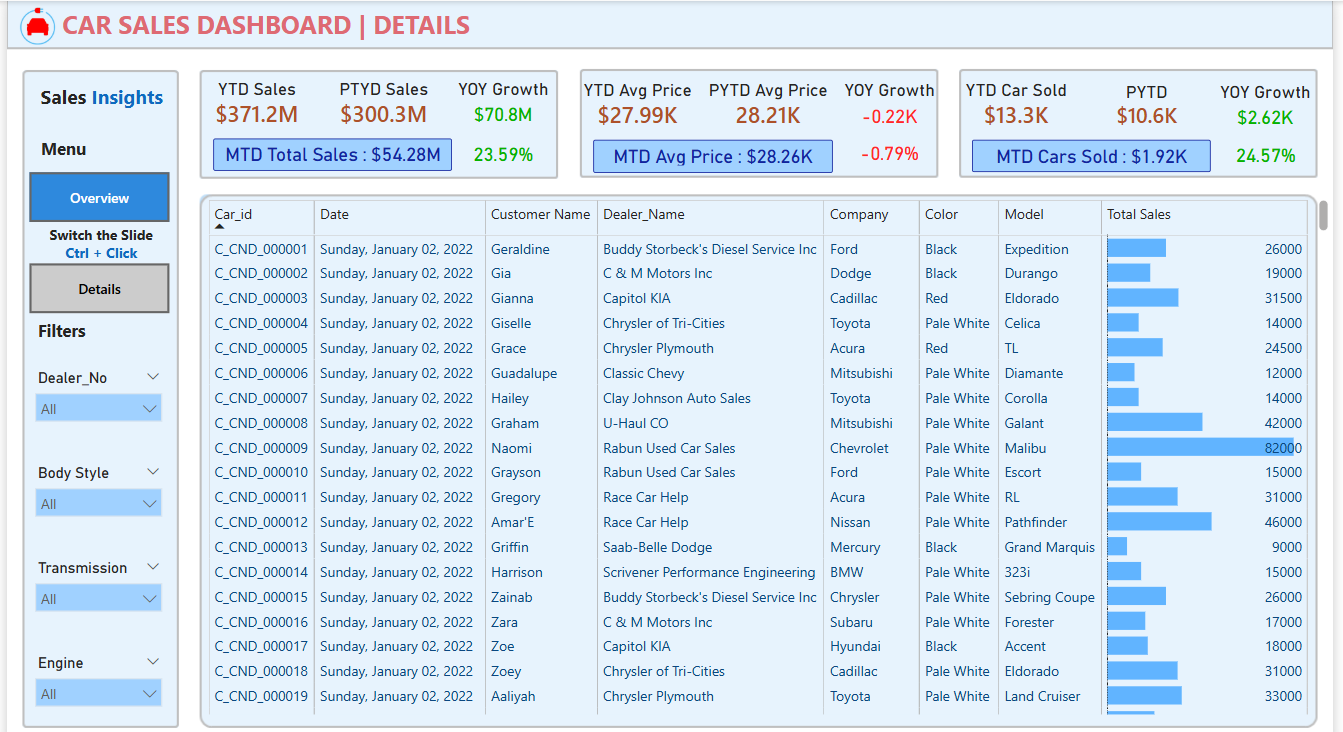 CAR SALES DASHBOARD | DETAILS
Sales Insights
Menu
Overview
Switch the Slide
Ctrl + Click
Details
Filters
Dealer_No
All
Body Style
All
Transmission
All
Engine
All
YTD Sales PTYD Sales YOY Growth
$371.2M $300.3M $70.8M
MTD Total Sales : $54.28M 23.59%
YTD Avg Price PYTD Avg Price YOY Growth
$27.99K 28.21K -0.22K
MTD Avg Price : $28.26K -0.79%
YTD Car Sold PYTD YOY Growth
$13.3K $10.6K $2.62K
MTD Cars Sold : $1.92K 24.57%
Car_id Date Customer Name Dealer_Name Company Color Model Total Sales
C_CND_000001 Sunday, January 02, 2022 Geraldine Buddy Storbeck's Diesel Service Inc Ford Black Expedition 26000
C_CND_000002 Sunday, January 02, 2022 Gia C & M Motors Inc Dodge Black Durango 19000
C_CND_000003 Sunday, January 02, 2022 Gianna Capitol KIA Cadillac Red Eldorado 31500
C_CND_000004 Sunday, January 02, 2022 Giselle Chrysler of Tri-Cities Toyota Pale White Celica 14000
C_CND_000005 Sunday, January 02, 2022 Grace Chrysler Plymouth Acura Red TL 24500
C_CND_000006 Sunday, January 02, 2022 Guadalupe Classic Chevy Mitsubishi Pale White Diamante 12000
C_CND_000007 Sunday, January 02, 2022 Hailey Clay Johnson Auto Sales Toyota Pale White Corolla 14000
C_CND_000008 Sunday, January 02, 2022 Graham U-Haul CO Mitsubishi Pale White Galant 42000
C_CND_000009 Sunday, January 02, 2022 Naomi Rabun Used Car Sales Chevrolet Pale White Malibu 82000
C_CND_000010 Sunday, January 02, 2022 Grayson Rabun Used Car Sales Ford Pale White Escort 15000
C_CND_000011 Sunday, January 02, 2022 Gregory Race Car Help Acura Pale White RL 31000
C_CND_000012 Sunday, January 02, 2022 Amar'E Race Car Help Nissan Pale White Pathfinder 46000
C_CND_000013 Sunday, January 02, 2022 Griffin Saab-Belle Dodge Mercury Black Grand Marquis 9000
C_CND_000014 Sunday, January 02, 2022 Harrison Scrivener Performance Engineering BMW Pale White 323i 15000
C_CND_000015 Sunday, January 02, 2022 Zainab Buddy Storbeck's Diesel Service Inc Chrysler Pale White Sebring Coupe 26000
C_CND_000016 Sunday, January 02, 2022 Zara C & M Motors Inc Subaru Pale White Forester 17000
C_CND_000017 Sunday, January 02, 2022 Zoe Capitol KIA Hyundai Black Accent 18000
C_CND_000018 Sunday, January 02, 2022 Zoey Chrysler of Tri-Cities Cadillac Pale White Eldorado 31000
C_CND_000019 Sunday, January 02, 2022 Aaliyah Chrysler Plymouth Toyota Pale White Land Cruiser 33000